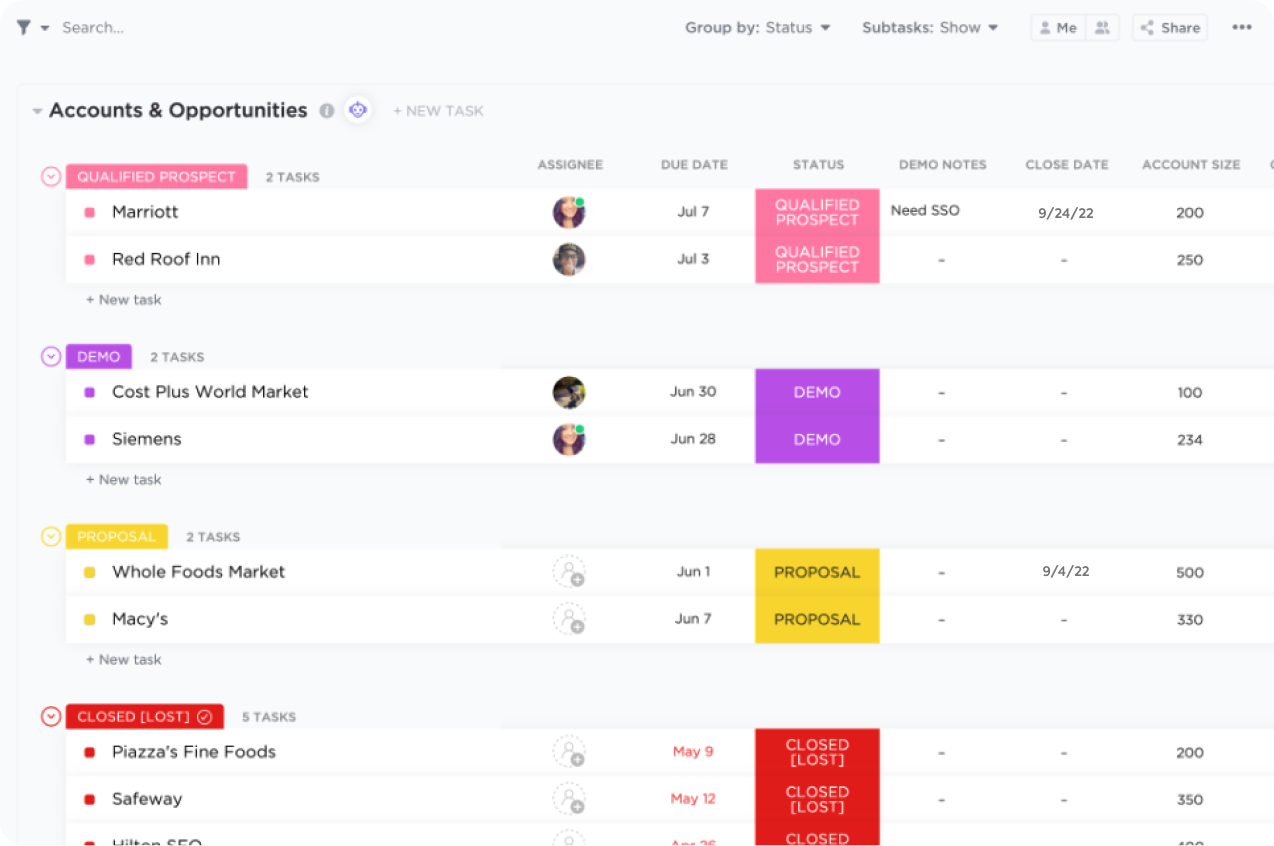 Search...
Group by: Status
Subtasks: Show
Me
Share
Accounts & Opportunities
+ NEW TASK
QUALIFIED PROSPECT 2 TASKS ASSIGNEE DUE DATE STATUS DEMO NOTES CLOSE DATE ACCOUNT SIZE
Marriott Jul 7 QUALIFIED PROSPECT Need SSO 9/24/22 200
Red Roof Inn Jul 3 QUALIFIED PROSPECT - - 250
+ New task
DEMO 2 TASKS
Cost Plus World Market Jun 30 DEMO - - 100
Siemens Jun 28 DEMO - - 234
+ New task
PROPOSAL 2 TASKS
Whole Foods Market Jun 1 PROPOSAL - 9/4/22 500
Macy's Jun 7 PROPOSAL - - 330
+ New task
CLOSED [LOST] 5 TASKS
Piazza's Fine Foods May 9 CLOSED [LOST] - - 200
Safeway May 12 CLOSED [LOST] - - 350
Hilton CLOSED